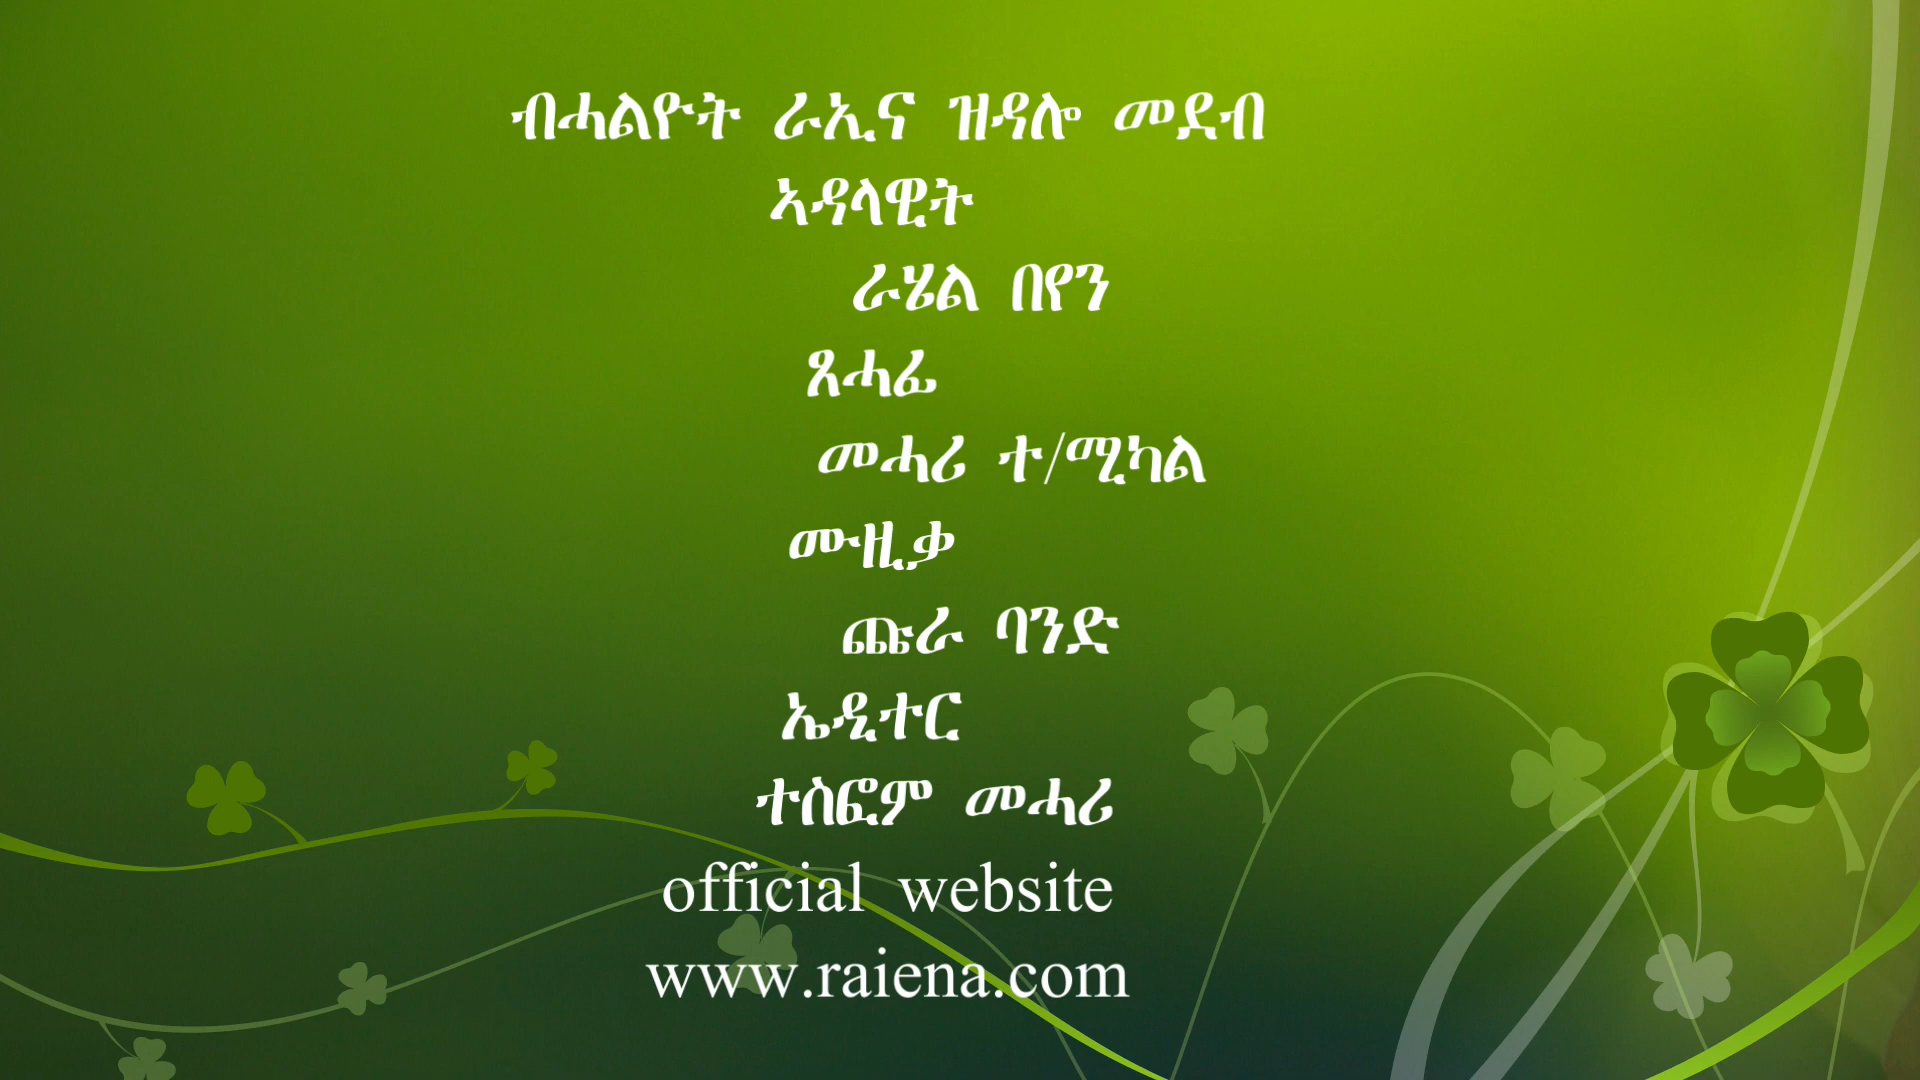 ብሓልዮት ራኢና ዝዳሎ መደብ
ኣዳላዊት
ራሄል በየን
ጸሓፊ
መሓሪ ተ/ሚካል
ሙዚቃ
ጩራ ባንድ
ኤዲተር
ተስፎም መሓሪ
official website
www.raiena.com